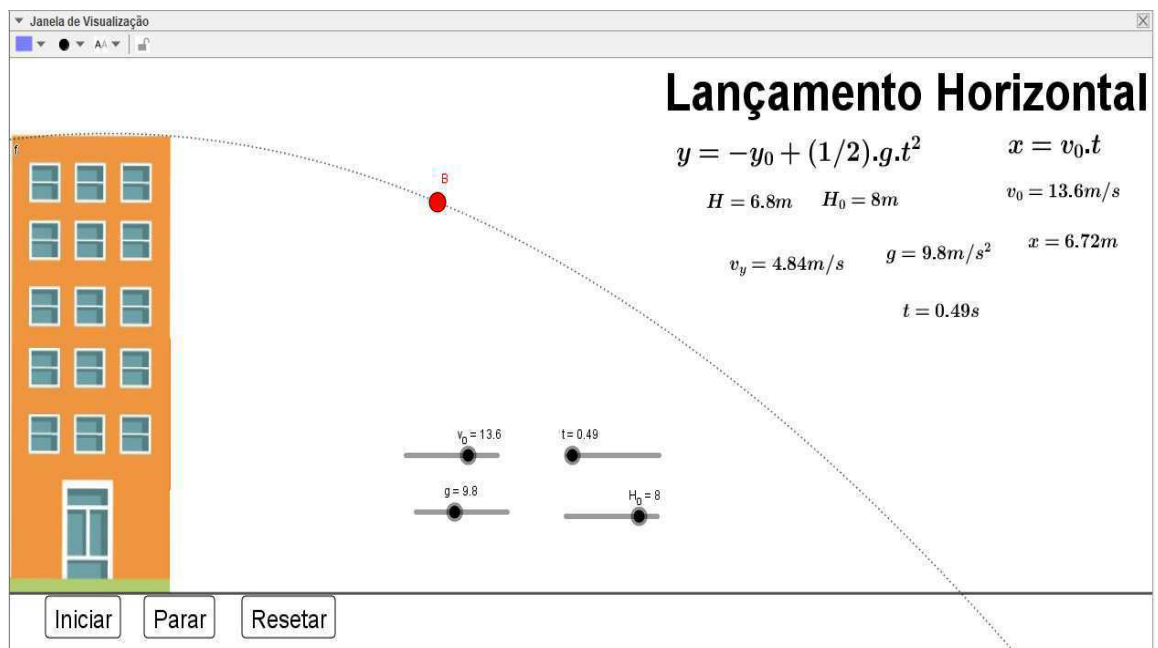 Janela de Visualização
AA
Lançamento Horizontal
y = −y₀ + (1/2).g.t²
x = v₀.t
H = 6.8m
H₀ = 8m
v₀ = 13.6m/s
v_y = 4.84m/s
g = 9.8m/s²
x = 6.72m
t = 0.49s
f
B
v₀ = 13.6
t = 0.49
g = 9.8
H₀ = 8
Iniciar
Parar
Resetar